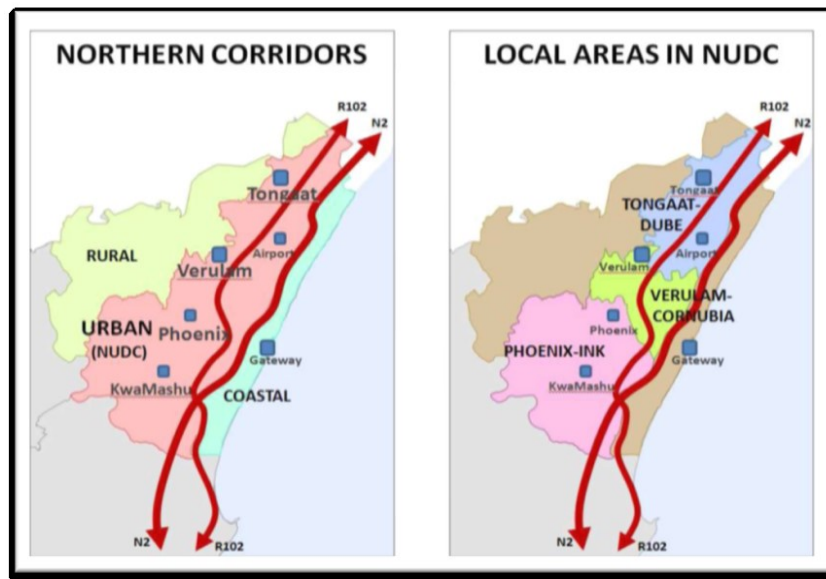 NORTHERN CORRIDORS
R102
N2
Tongaat
Airport
RURAL
Verulam
URBAN
(NUDC)
Phoenix
Gateway
KwaMashu
COASTAL
N2
R102
LOCAL AREAS IN NUDC
R102
N2
Tongaat
TONGAAT-
DUBE
Airport
Verulam
VERULAM-
CORNUBIA
Phoenix
PHOENIX-INK
Gateway
KwaMashu
N2
R102